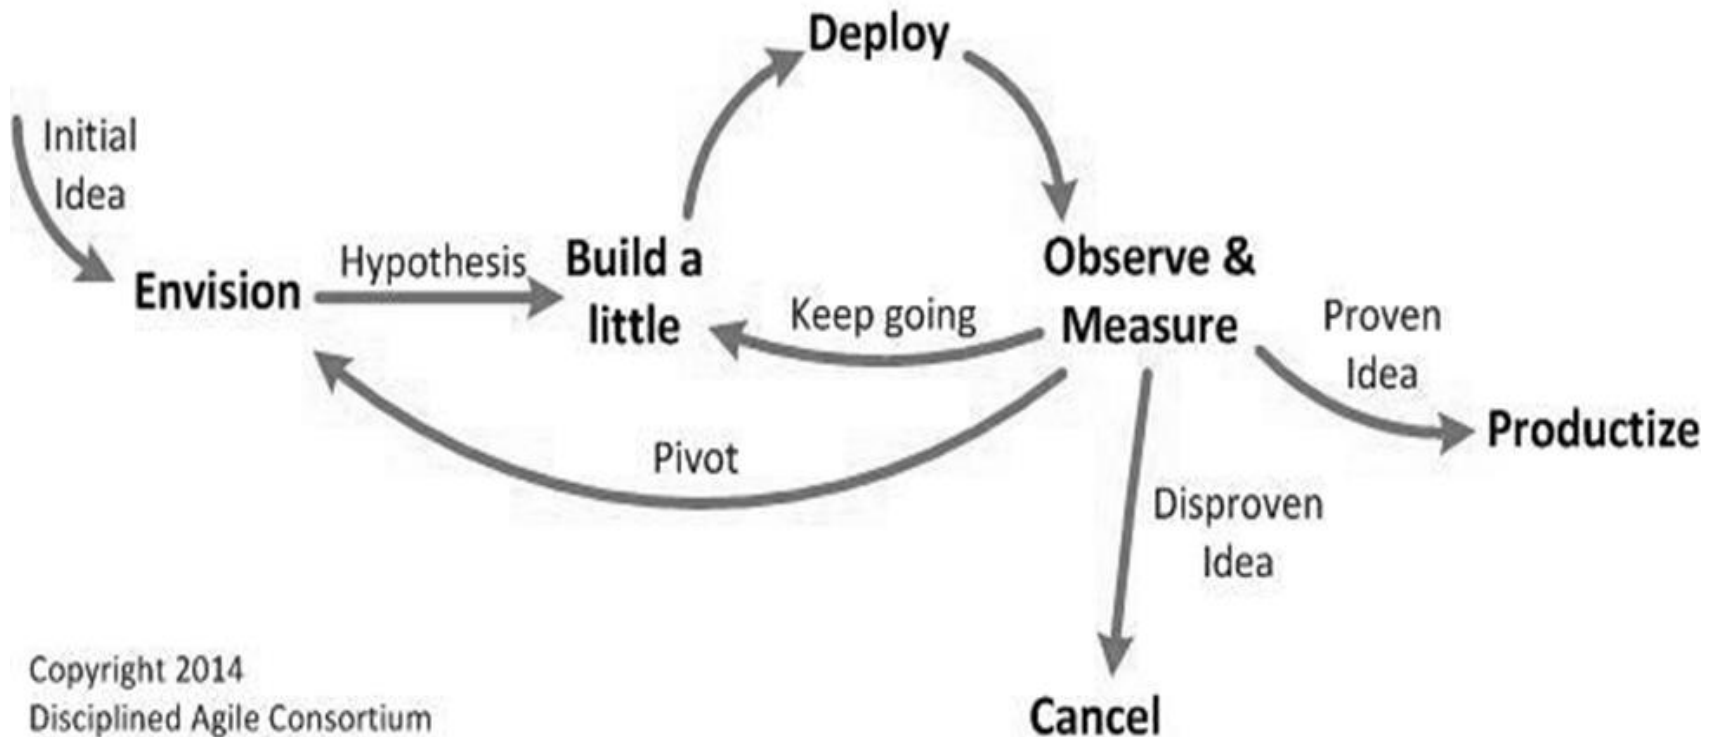 Deploy
Initial
Idea
Envision
Hypothesis
Build a
little
Keep going
Observe &
Measure
Proven
Idea
Productize
Pivot
Disproven
Idea
Cancel
Copyright 2014
Disciplined Agile Consortium